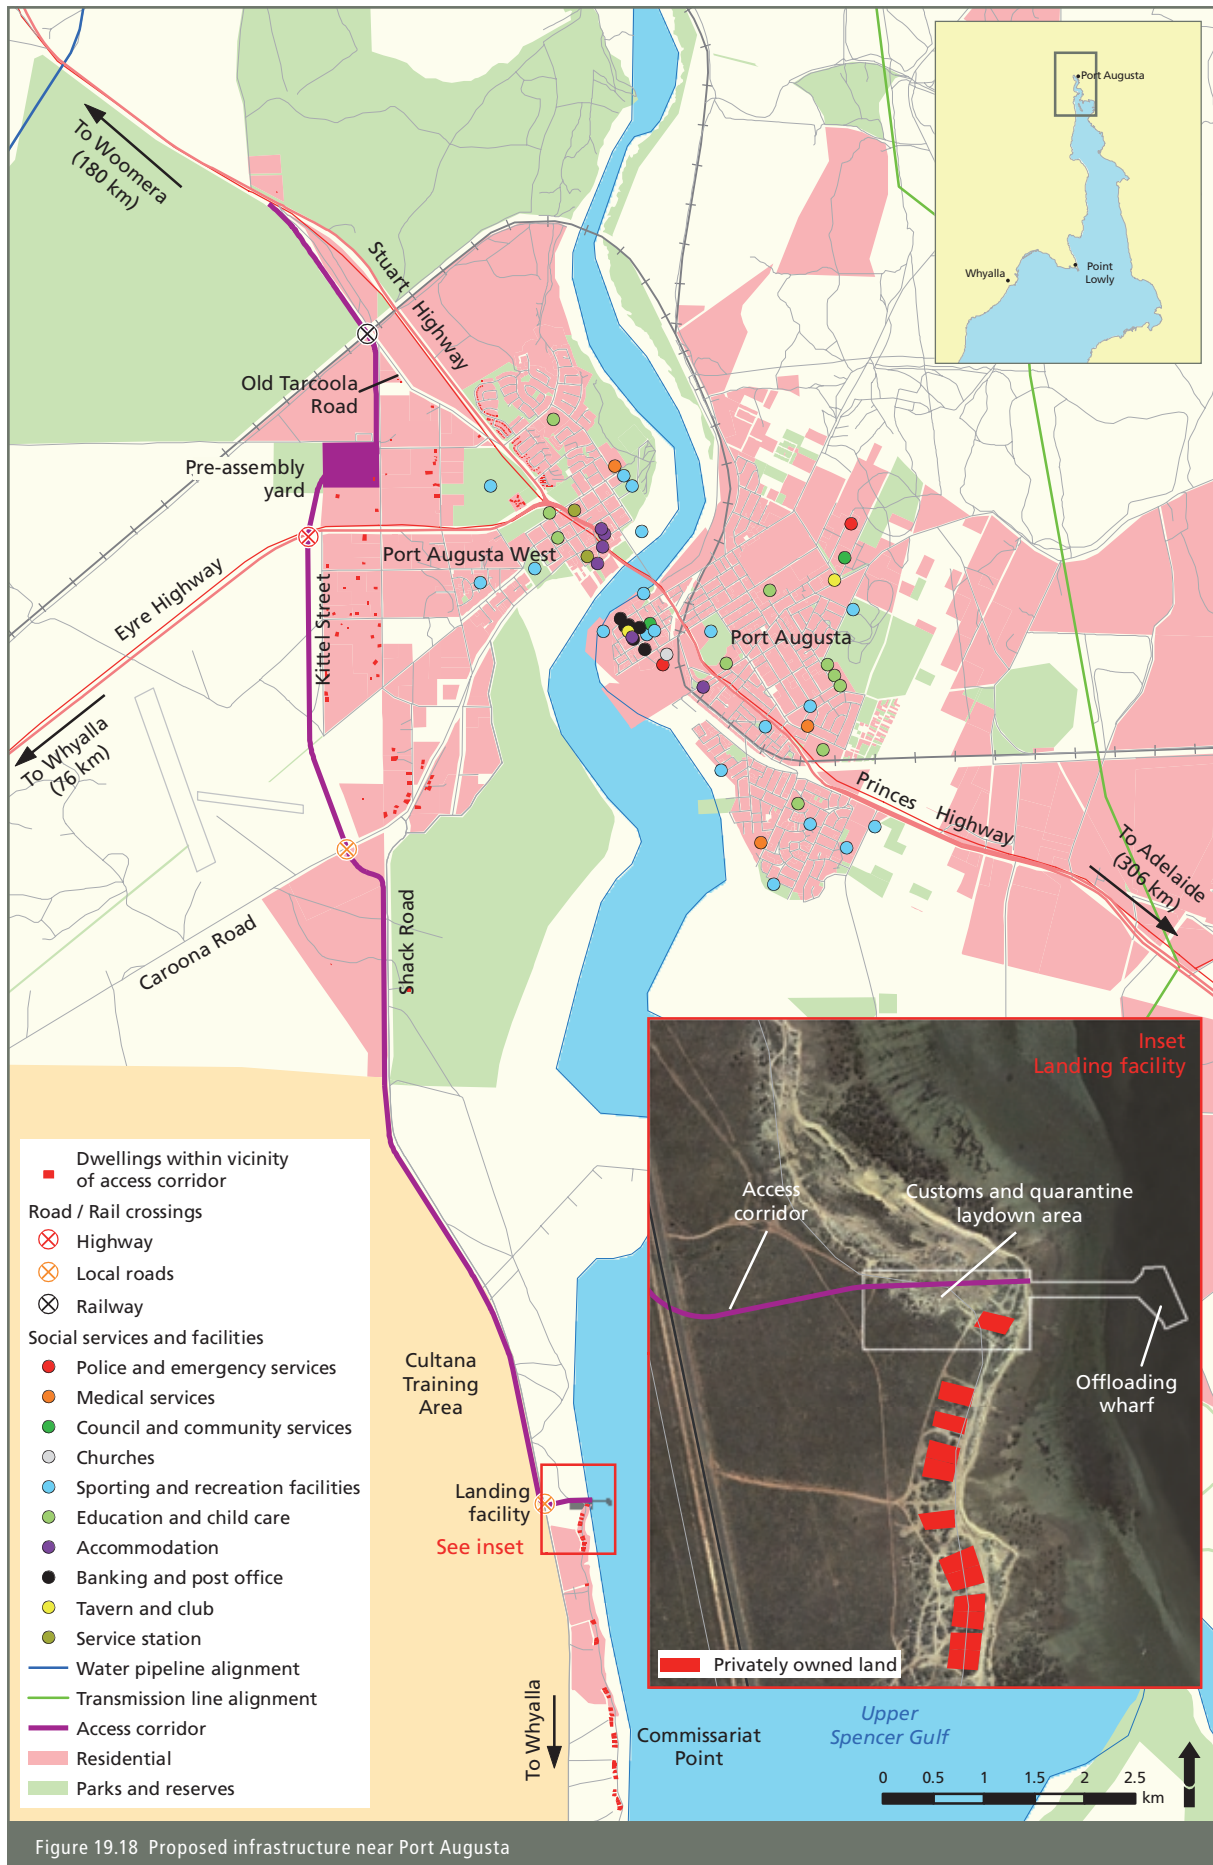 To Woomera
(180 km)
Stuart Highway
Port Augusta
Whyalla
Point
Lowly
Old Tarcoola
Road
Pre-assembly
yard
Port Augusta West
Eyre Highway
Kittel Street
Port Augusta
To Whyalla
(76 km)
Princes Highway
To Adelaide
(306 km)
Caroona Road
Shack Road
Inset
Landing facility
Access
corridor
Customs and quarantine
laydown area
Offloading
wharf
Privately owned land
Dwellings within vicinity
of access corridor
Road / Rail crossings
Highway
Local roads
Railway
Social services and facilities
Police and emergency services
Medical services
Council and community services
Churches
Sporting and recreation facilities
Education and child care
Accommodation
Banking and post office
Tavern and club
Service station
Water pipeline alignment
Transmission line alignment
Access corridor
Residential
Parks and reserves
Cultana
Training
Area
Landing
facility
See inset
To Whyalla
Commissariat
Point
Upper
Spencer Gulf
0 0.5 1 1.5 2 2.5
km
Figure 19.18 Proposed infrastructure near Port Augusta